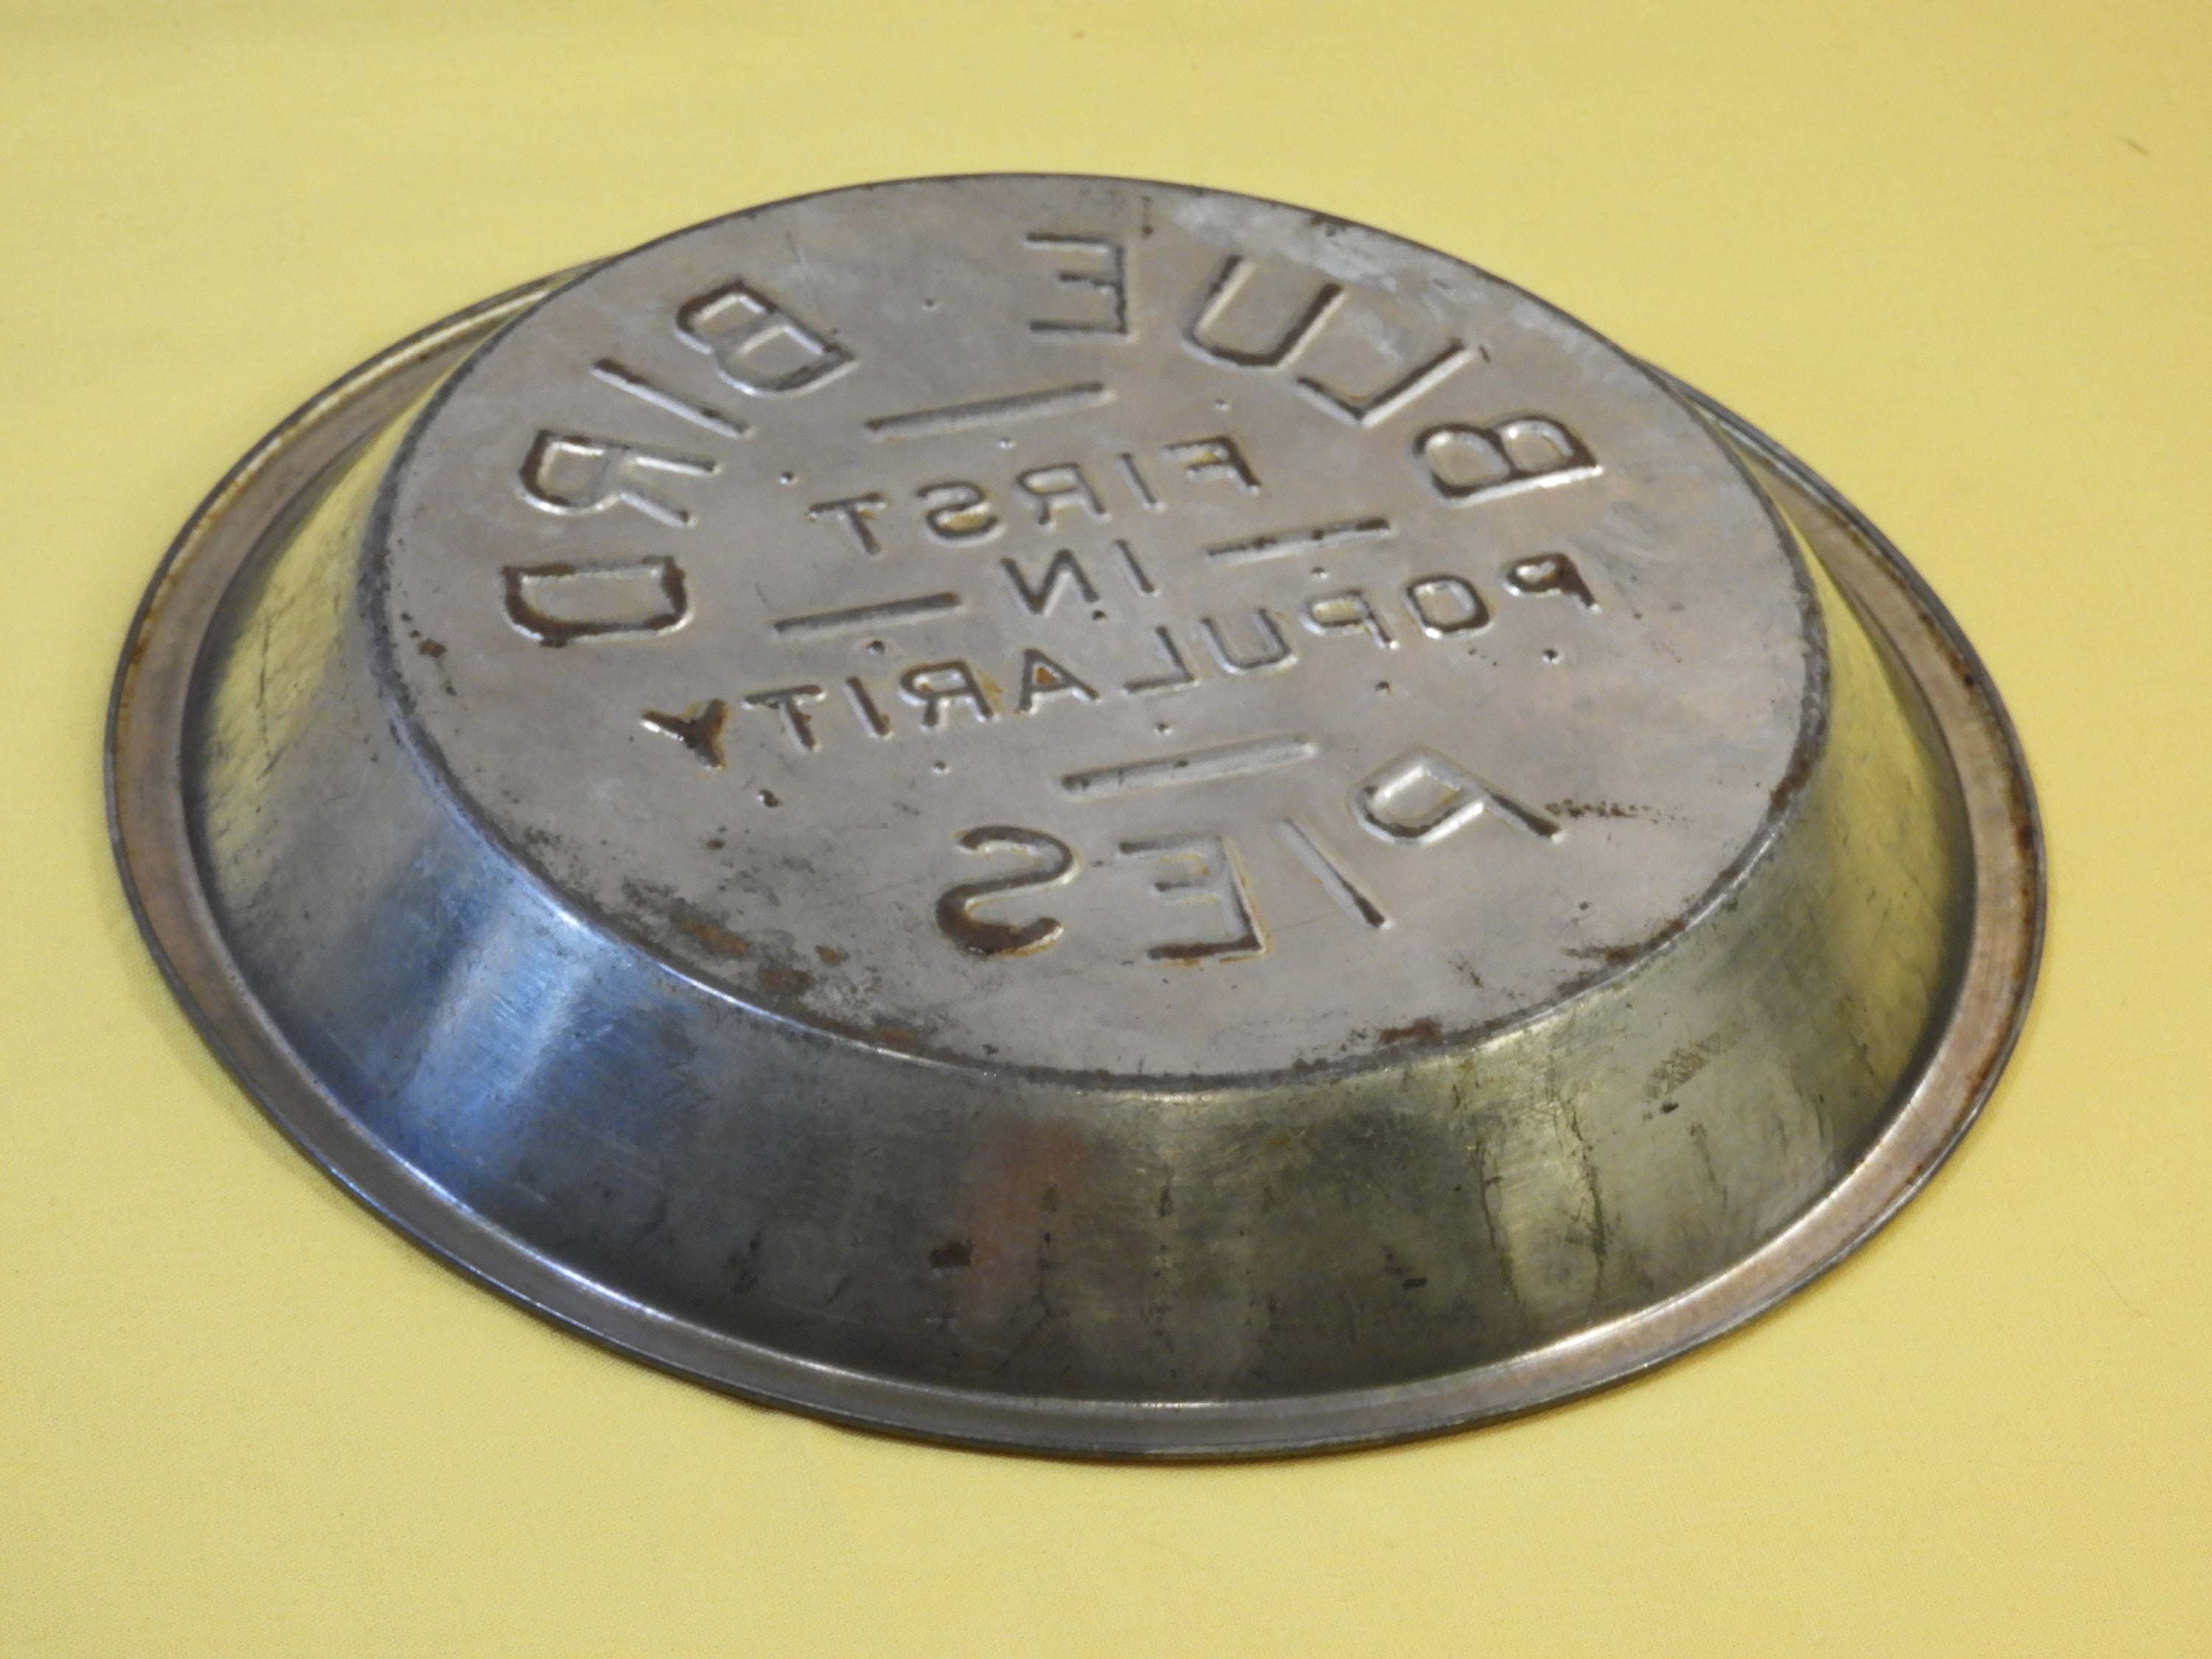 BLUE BIRD
FIRST
IN
POPULARITY
PIES